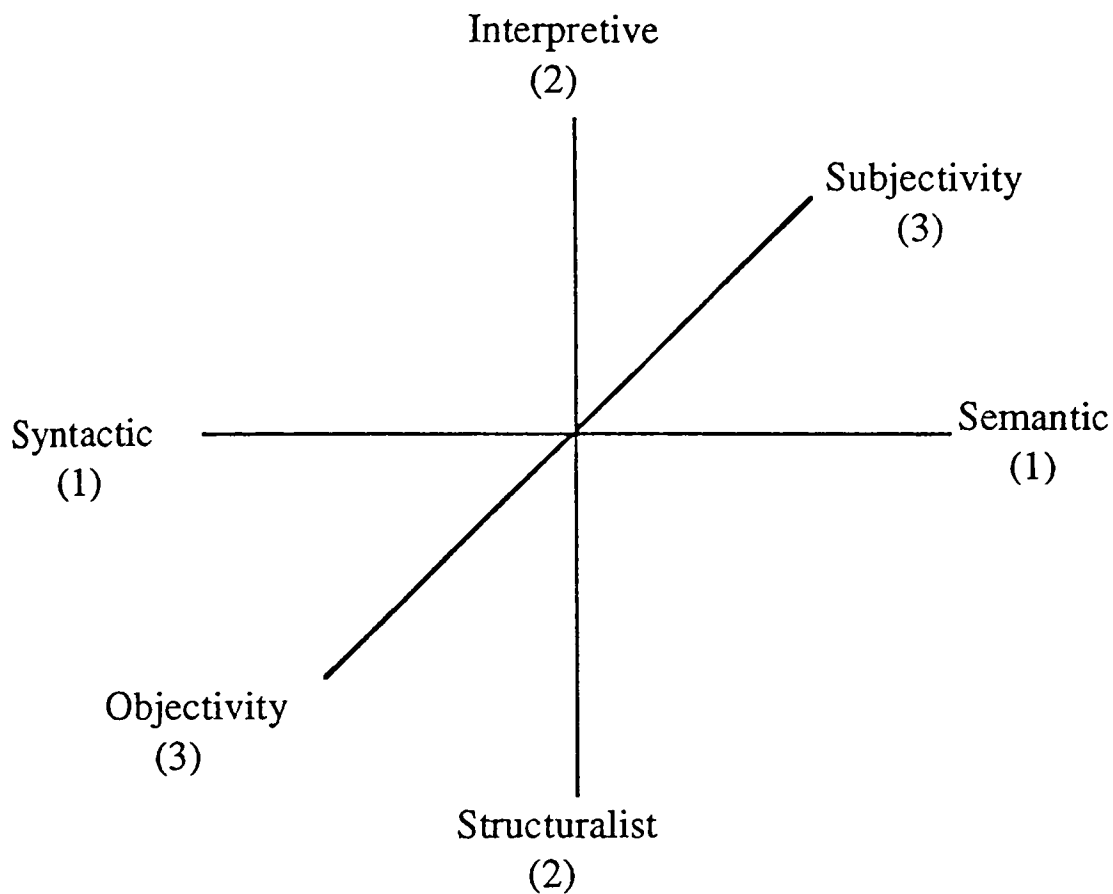 Interpretive
(2)
Subjectivity
(3)
Syntactic
(1)
Semantic
(1)
Objectivity
(3)
Structuralist
(2)